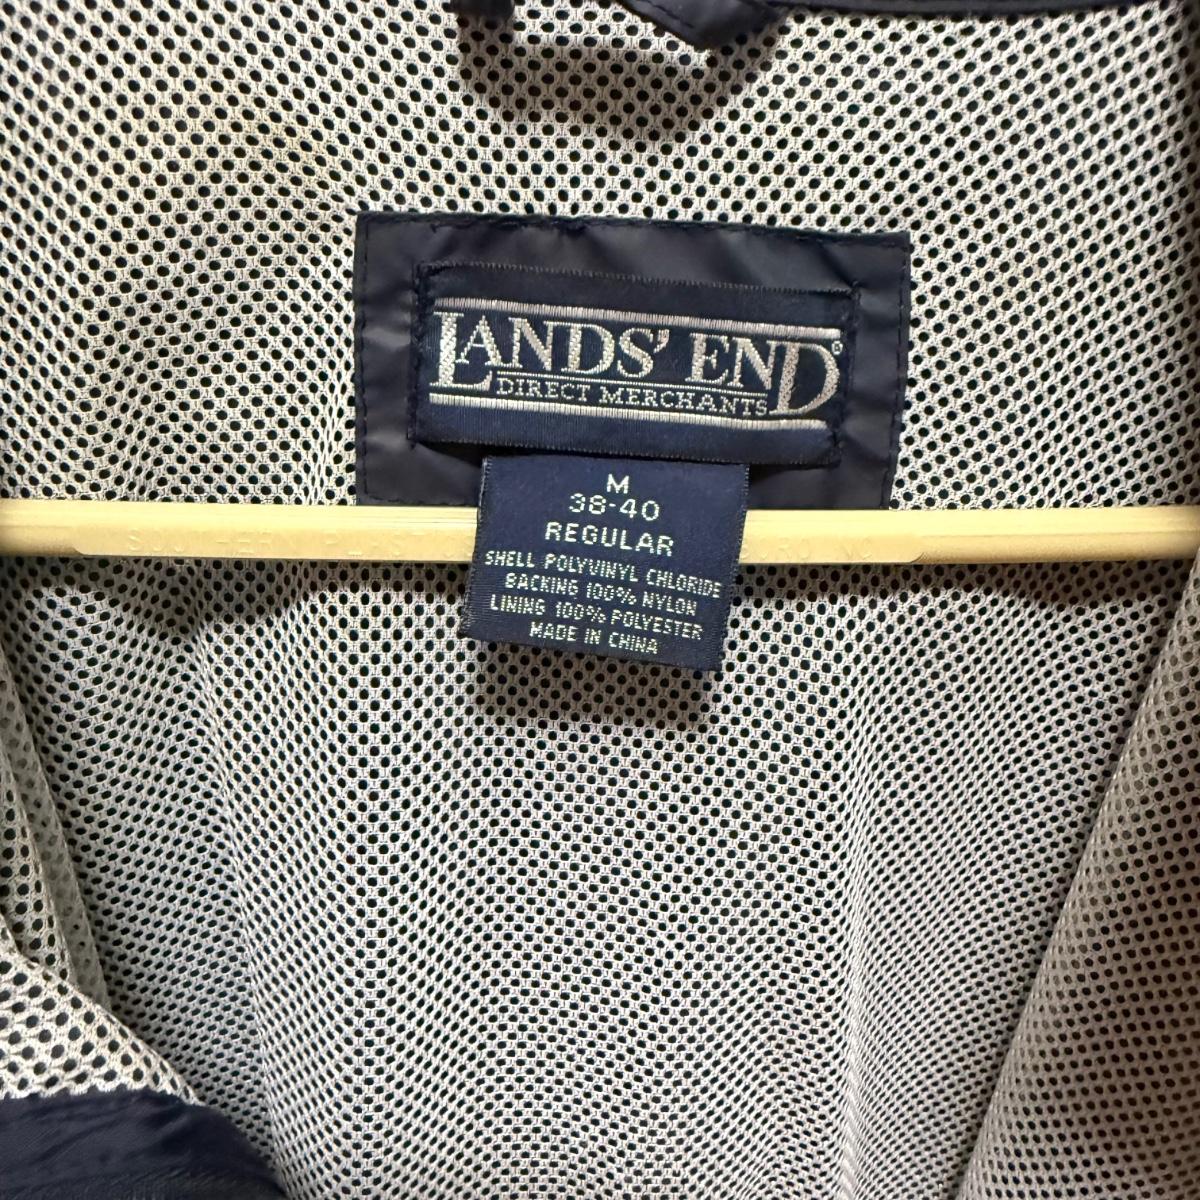 LANDS' END®
DIRECT MERCHANTS
M
38-40
REGULAR
SHELL POLYVINYL CHLORIDE
BACKING 100% NYLON
LINING 100% POLYESTER
MADE IN CHINA
SOUTHERN